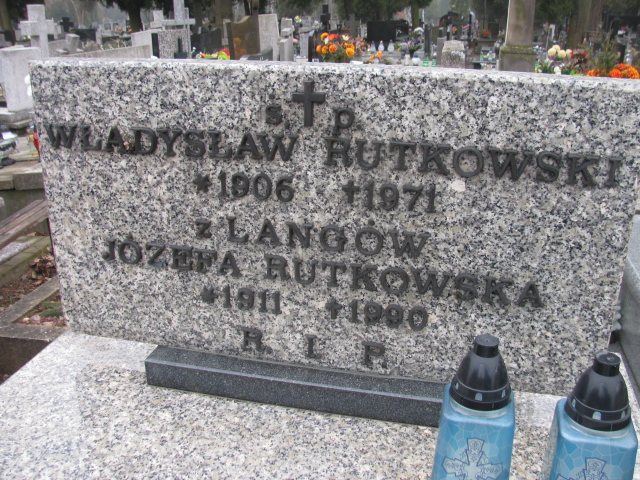 ś. † p.
WŁADYSŁAW RUTKOWSKI
*1906 †1971
z LANGÓW
JÓZEFA RUTKOWSKA
*1911 †1990
R I P